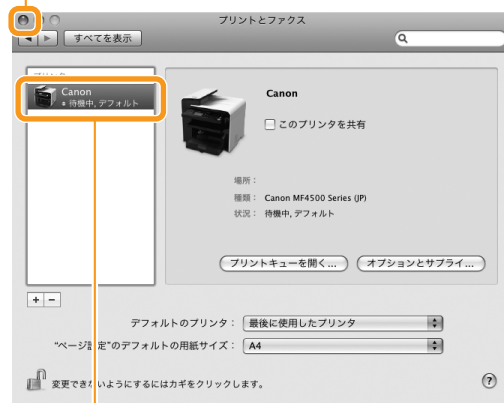 プリントとファクス
すべてを表示
プリンタ
Canon
待機中, デフォルト
Canon
このプリンタを共有
場所：
種類： Canon MF4500 Series (JP)
状況： 待機中, デフォルト
プリントキューを開く... オプションとサプライ...
+ −
デフォルトのプリンタ： 最後に使用したプリンタ
"ページ設定"のデフォルトの用紙サイズ： A4
変更できないようにするにはカギをクリックします。
?